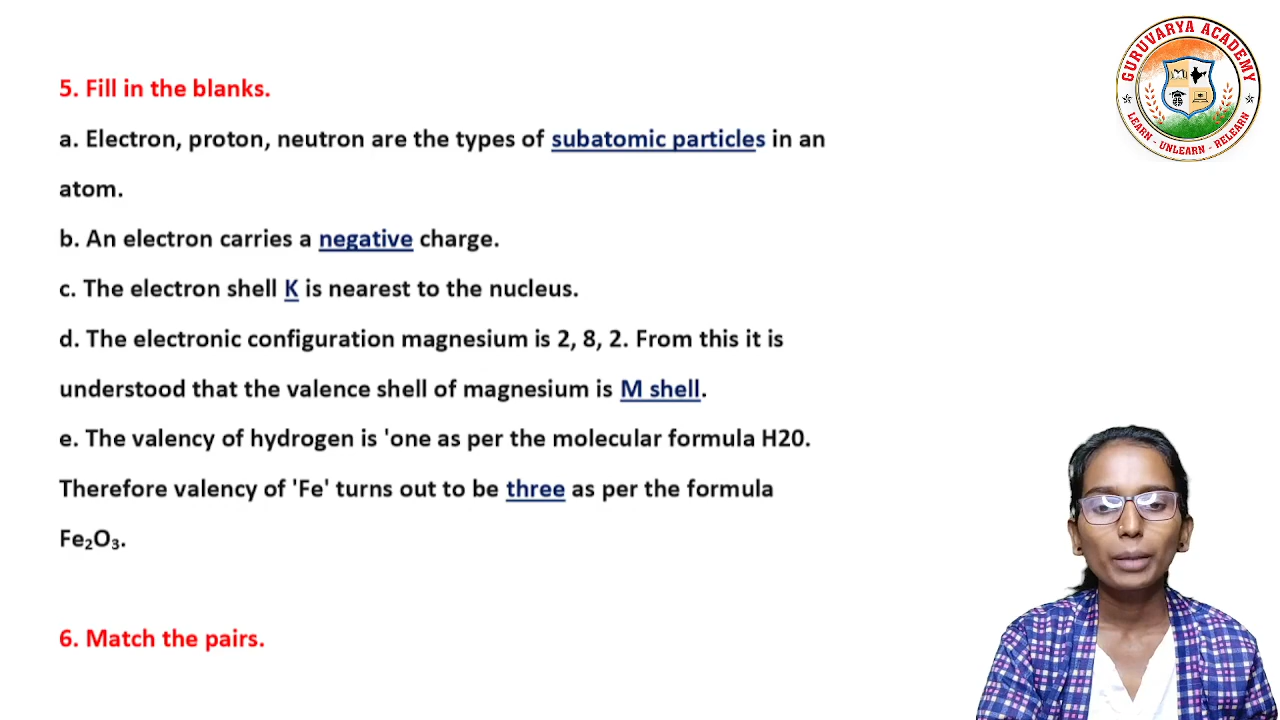 5. Fill in the blanks.
a. Electron, proton, neutron are the types of subatomic particles in an
atom.
b. An electron carries a negative charge.
c. The electron shell K is nearest to the nucleus.
d. The electronic configuration magnesium is 2, 8, 2. From this it is
understood that the valence shell of magnesium is M shell.
e. The valency of hydrogen is 'one as per the molecular formula H20.
Therefore valency of 'Fe' turns out to be three as per the formula
Fe₂O₃.
6. Match the pairs.
GURUVARYA ACADEMY
LEARN - UNLEARN - RELEARN